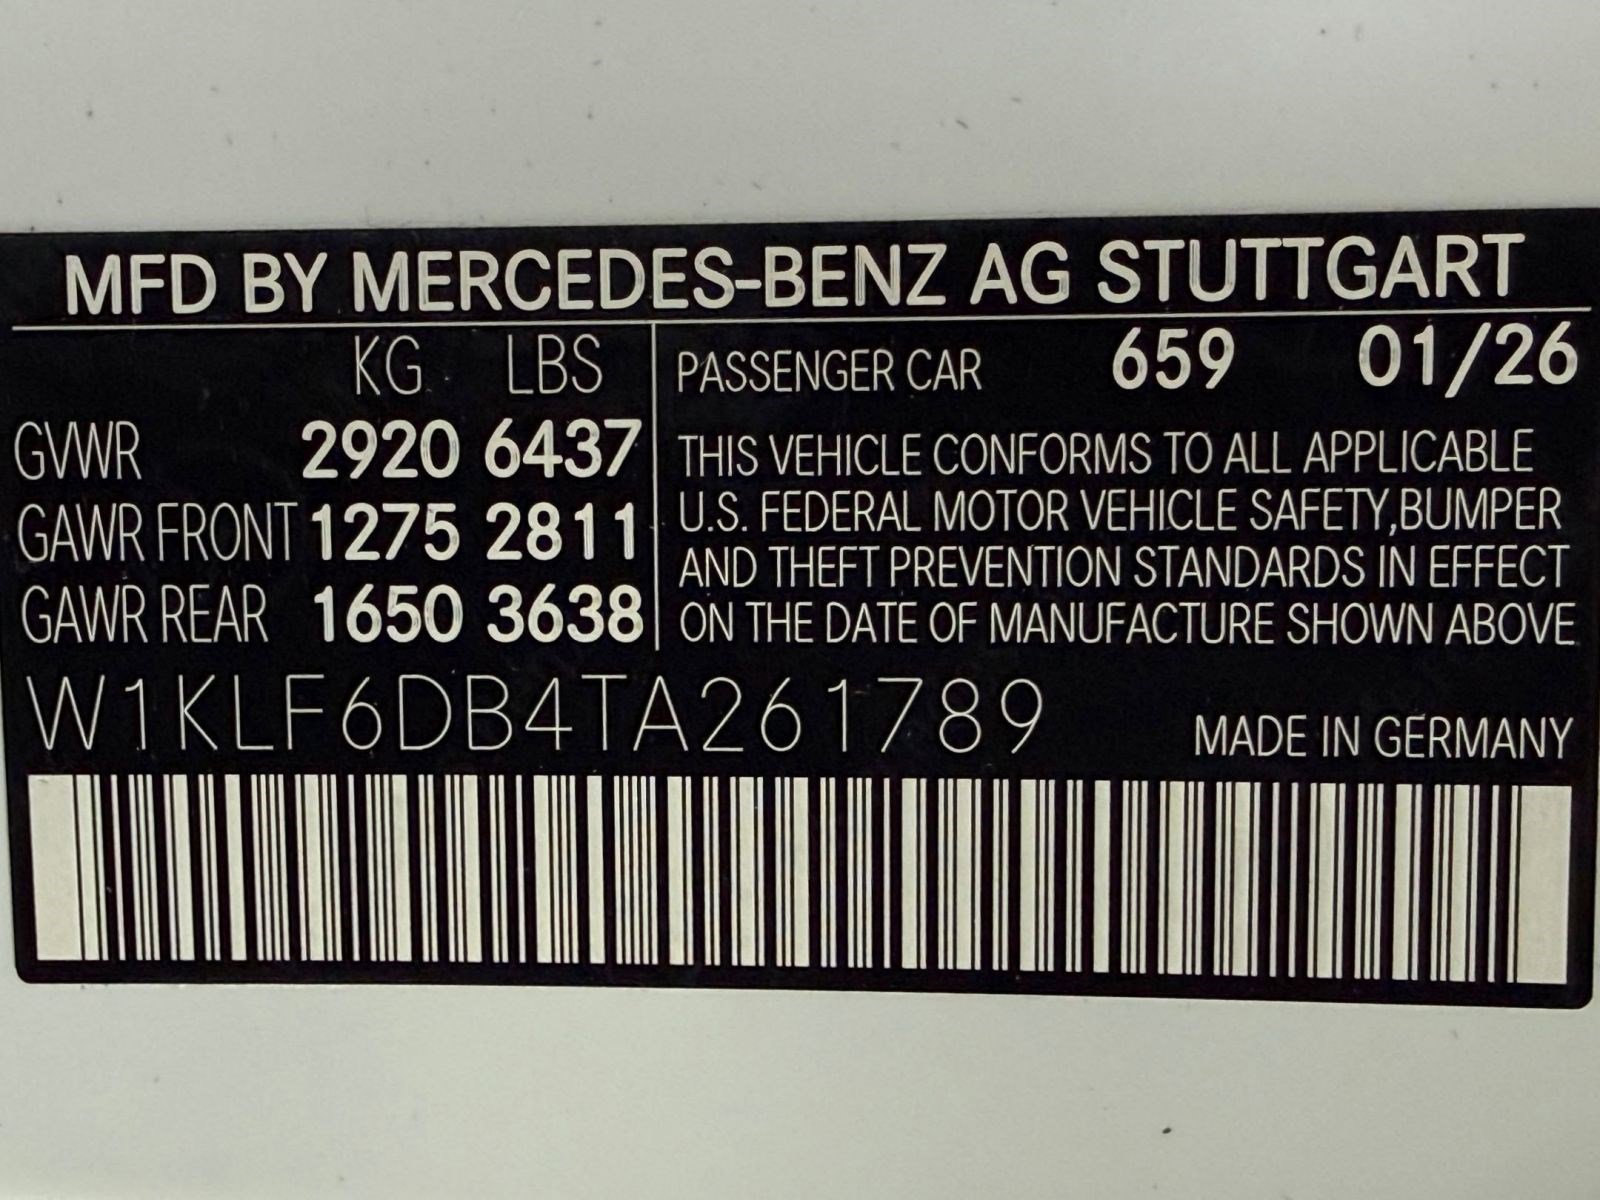 MFD BY MERCEDES-BENZ AG STUTTGART
KG LBS
GVWR 2920 6437
GAWR FRONT 1275 2811
GAWR REAR 1650 3638
PASSENGER CAR 659 01/26
THIS VEHICLE CONFORMS TO ALL APPLICABLE
U.S. FEDERAL MOTOR VEHICLE SAFETY,BUMPER
AND THEFT PREVENTION STANDARDS IN EFFECT
ON THE DATE OF MANUFACTURE SHOWN ABOVE
W1KLF6DB4TA261789
MADE IN GERMANY